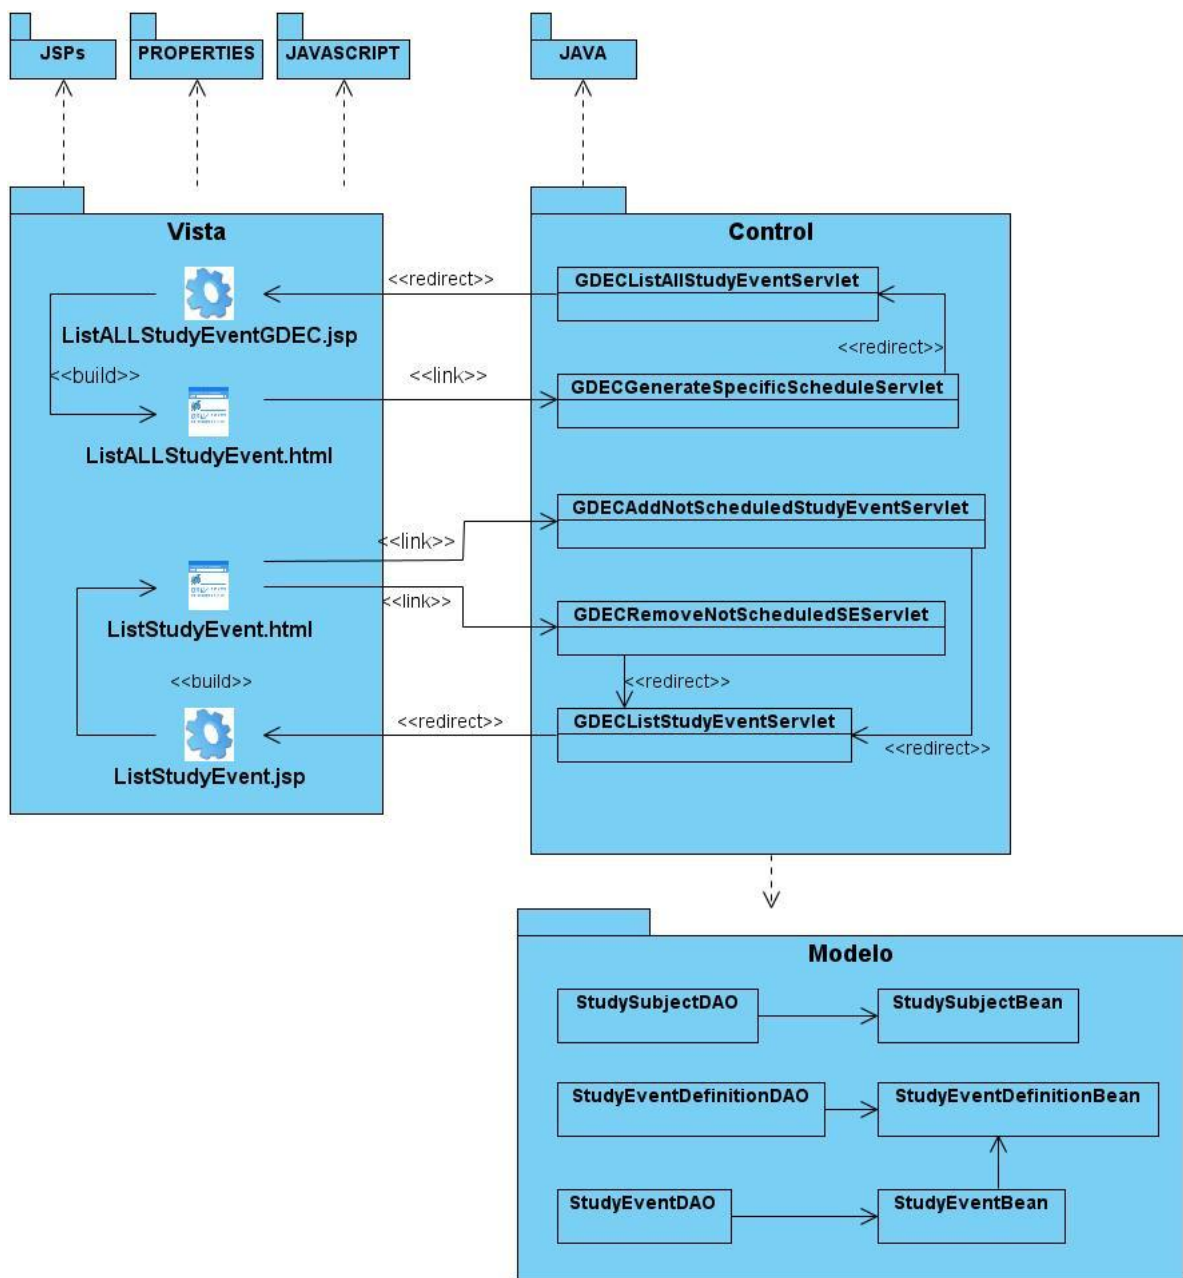 JSPs
PROPERTIES
JAVASCRIPT
JAVA
Vista
Control
<<redirect>>
GDECListAllStudyEventServlet
ListALLStudyEventGDEC.jsp
<<redirect>>
<<build>>
<<link>>
GDECGenerateSpecificScheduleServlet
ListALLStudyEvent.html
GDECAddNotScheduledStudyEventServlet
<<link>>
<<link>>
GDECRemoveNotScheduledSEServlet
ListStudyEvent.html
<<build>>
<<redirect>>
<<redirect>>
GDECListStudyEventServlet
<<redirect>>
ListStudyEvent.jsp
Modelo
StudySubjectDAO
StudySubjectBean
StudyEventDefinitionDAO
StudyEventDefinitionBean
StudyEventDAO
StudyEventBean